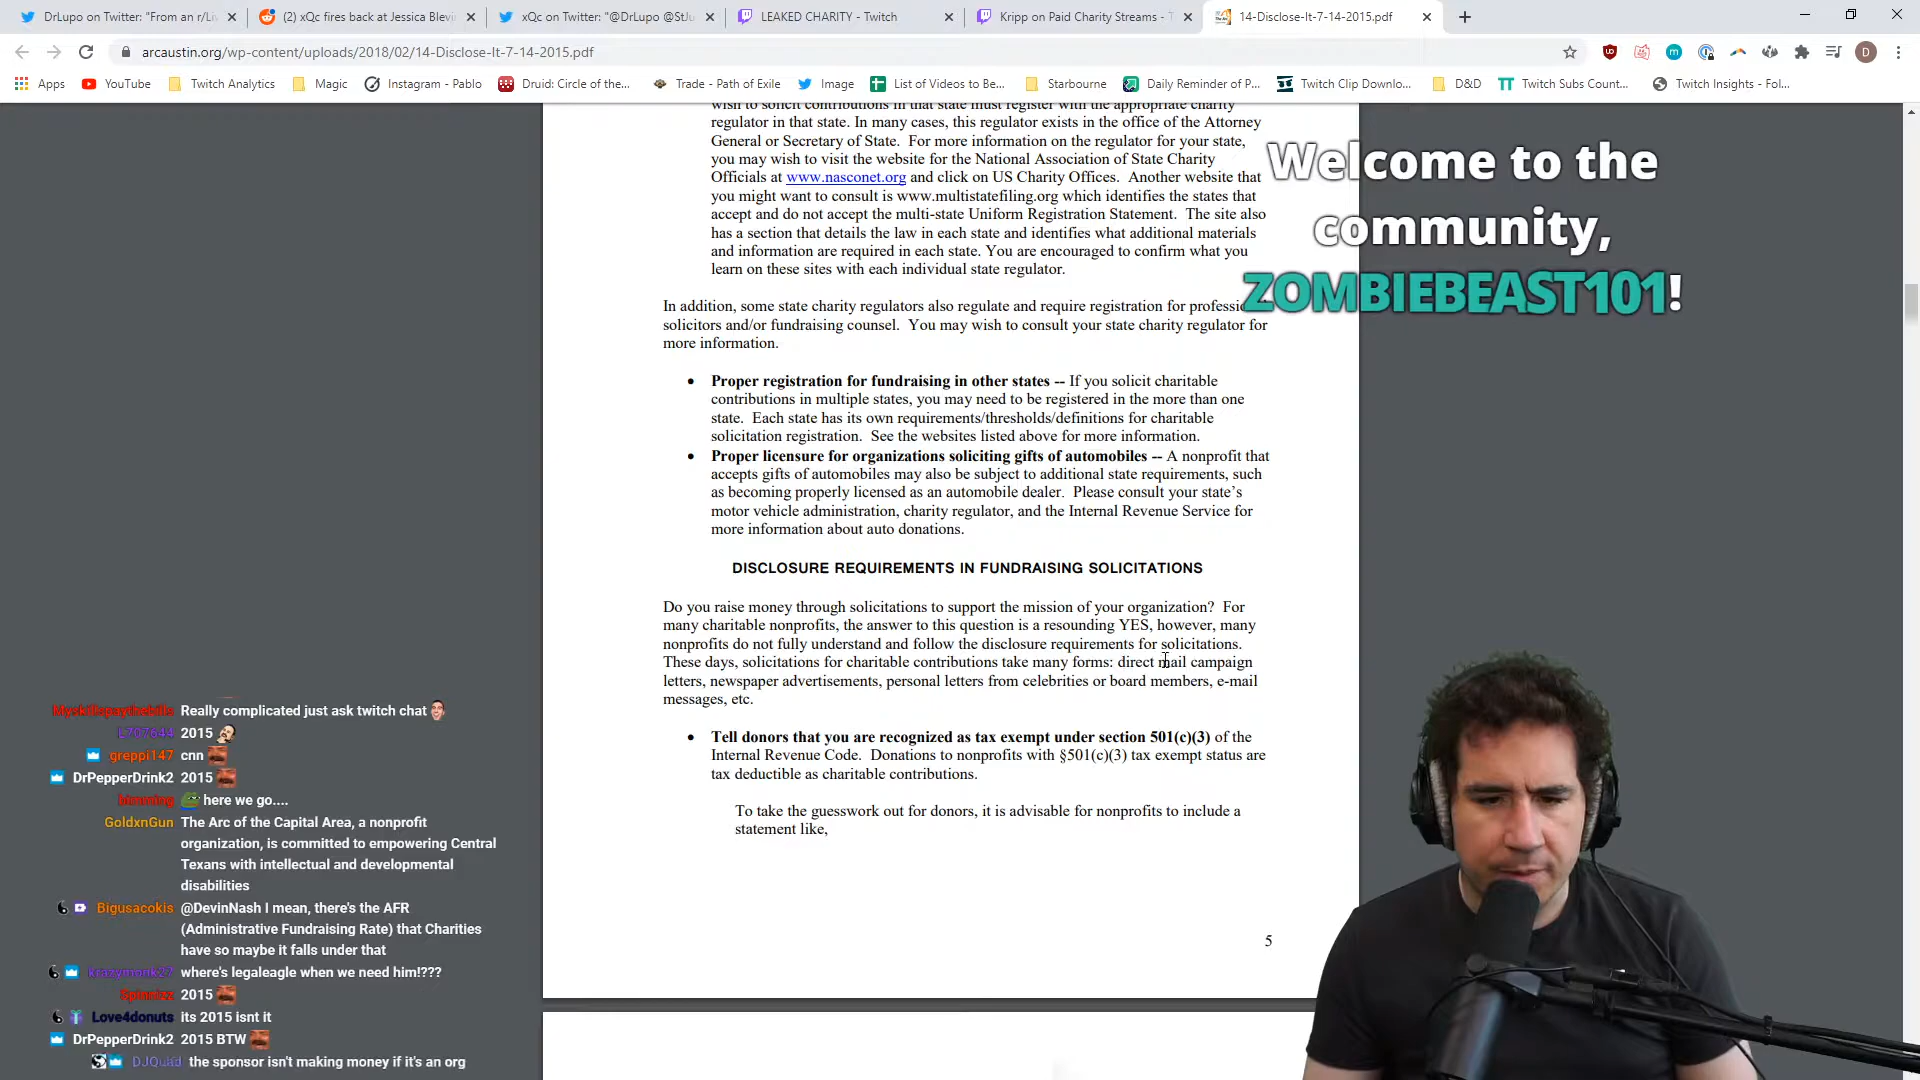 DrLupo on Twitter: "From an r/Liv
(2) xQc fires back at Jessica Blevin
xQc on Twitter: "@DrLupo @StJu
LEAKED CHARITY - Twitch
Kripp on Paid Charity Streams - T
14-Disclose-It-7-14-2015.pdf
arcaustin.org/wp-content/uploads/2018/02/14-Disclose-It-7-14-2015.pdf
Apps
YouTube
Twitch Analytics
Magic
Instagram - Pablo
Druid: Circle of the...
Trade - Path of Exile
Image
List of Videos to Be...
Starbourne
Daily Reminder of P...
Twitch Clip Downlo...
D&D
Twitch Subs Count...
Twitch Insights - Fol...
wish to solicit contributions in that state must register with the appropriate charity
regulator in that state. In many cases, this regulator exists in the office of the Attorney
General or Secretary of State. For more information on the regulator for your state,
you may wish to visit the website for the National Association of State Charity
Officials at www.nasconet.org and click on US Charity Offices. Another website that
you might want to consult is www.multistatefiling.org which identifies the states that
accept and do not accept the multi-state Uniform Registration Statement. The site also
has a section that details the law in each state and identifies what additional materials
and information are required in each state. You are encouraged to confirm what you
learn on these sites with each individual state regulator.
In addition, some state charity regulators also regulate and require registration for
solicitors and/or fundraising counsel. You may wish to consult your state charity regulator for
more information.
• Proper registration for fundraising in other states -- If you solicit charitable
contributions in multiple states, you may need to be registered in the more than one
state. Each state has its own requirements/thresholds/definitions for charitable
solicitation registration. See the websites listed above for more information.
• Proper licensure for organizations soliciting gifts of automobiles -- A nonprofit that
accepts gifts of automobiles may also be subject to additional state requirements, such
as becoming properly licensed as an automobile dealer. Please consult your state's
motor vehicle administration, charity regulator, and the Internal Revenue Service for
more information about auto donations.
DISCLOSURE REQUIREMENTS IN FUNDRAISING SOLICITATIONS
Do you raise money through solicitations to support the mission of your organization? For
many charitable nonprofits, the answer to this question is a resounding YES, however, many
nonprofits do not fully understand and follow the disclosure requirements for solicitations.
These days, solicitations for charitable contributions take many forms: direct mail campaign
letters, newspaper advertisements, personal letters from celebrities or board members, e-mail
messages, etc.
• Tell donors that you are recognized as tax exempt under section 501(c)(3) of the
Internal Revenue Code. Donations to nonprofits with §501(c)(3) tax exempt status are
tax deductible as charitable contributions.
To take the guesswork out for donors, it is advisable for nonprofits to include a
statement like,
5
Welcome to the
community,
ZOMBIEBEAST101!
Myskillspaythebills Really complicated just ask twitch chat
L707644 2015
greppi147 cnn
DrPepperDrink2 2015
here we go....
GoldxnGun The Arc of the Capital Area, a nonprofit
organization, is committed to empowering Central
Texans with intellectual and developmental
disabilities
Bigusacokis @DevinNash I mean, there's the AFR
(Administrative Fundraising Rate) that Charities
have so maybe it falls under that
krazymonk27 where's legaleagle when we need him!???
Spinnizz 2015
Love4donuts its 2015 isnt it
DrPepperDrink2 2015 BTW
DJQuad the sponsor isn't making money if it's an org